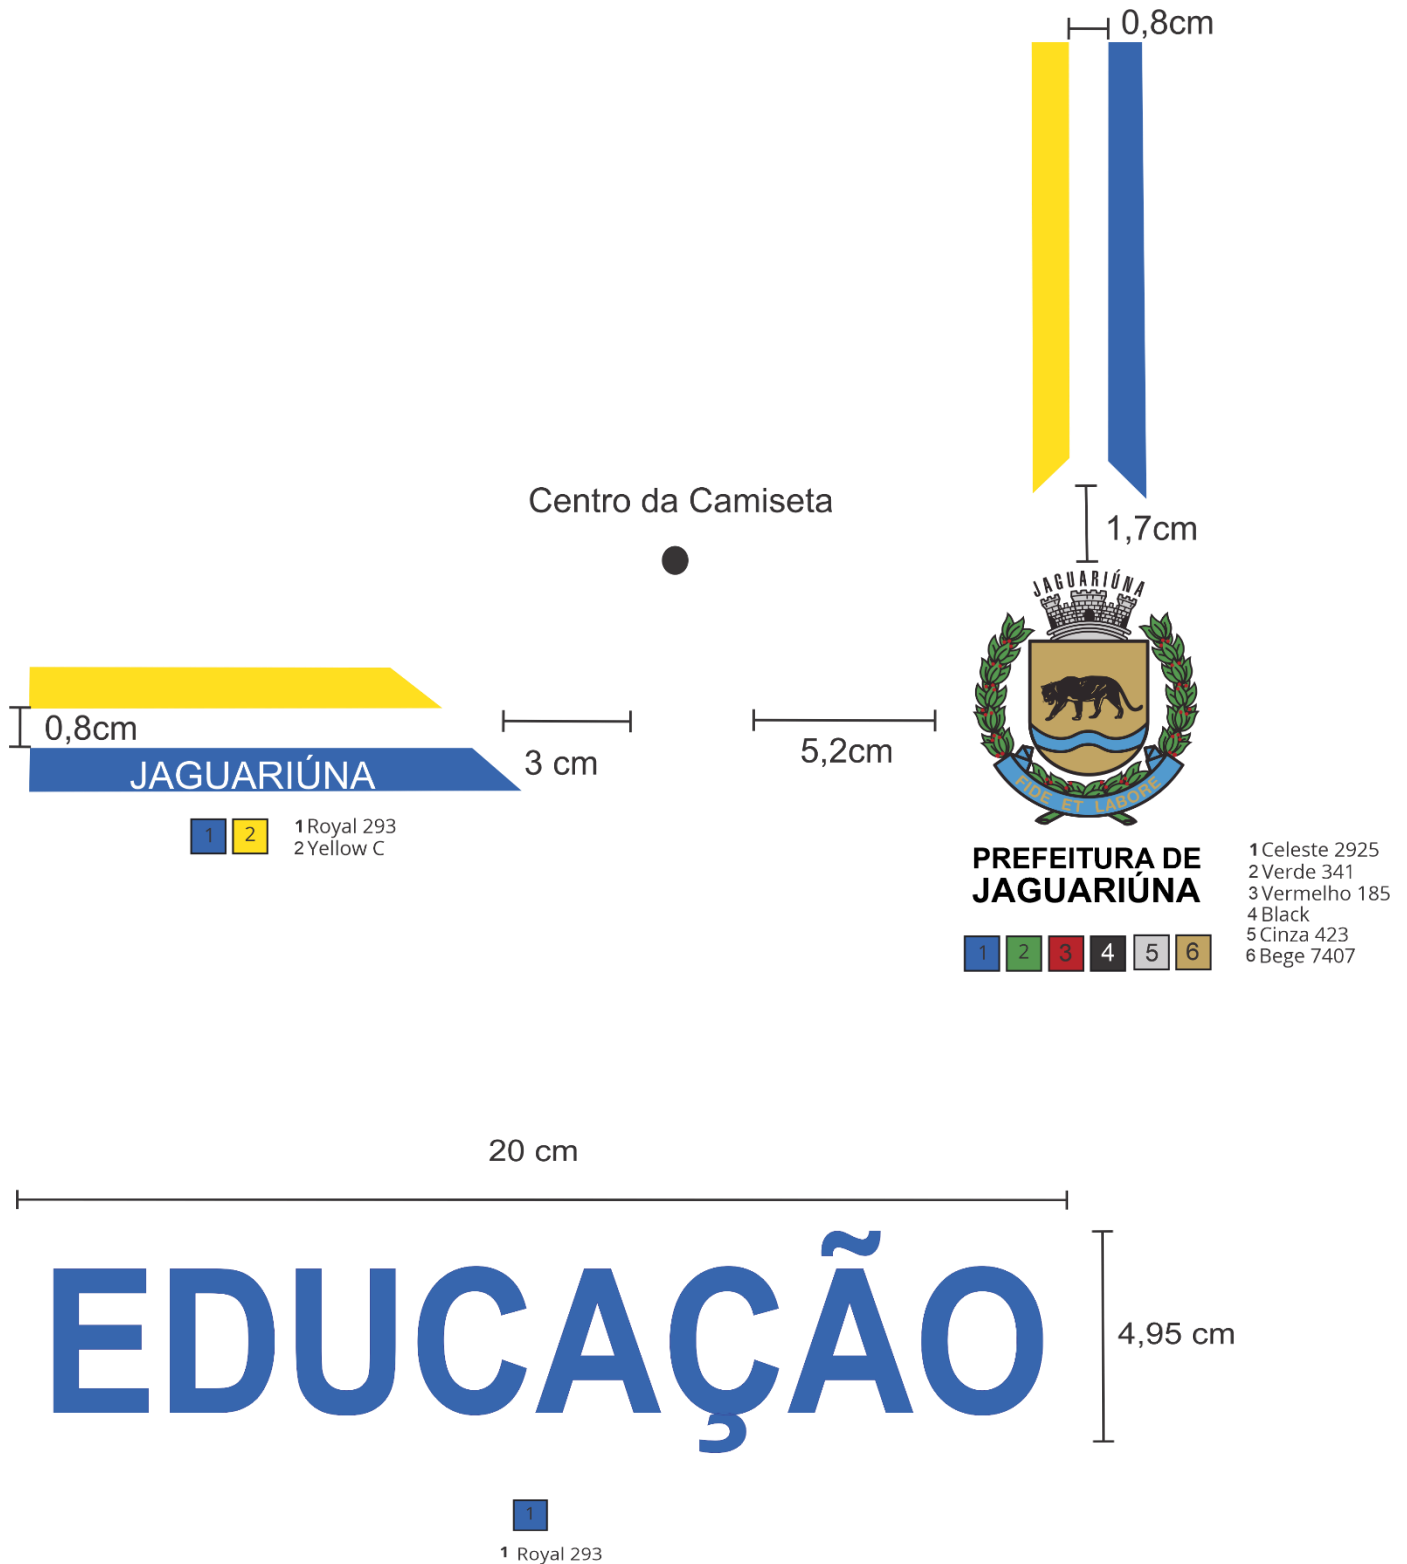 0,8cm
Centro da Camiseta
1,7cm
JAGUARIÚNA
0,8cm
JAGUARIÚNA
3 cm
5,2cm
FIDE ET LABORE
1 2
1 Royal 293
2 Yellow C
PREFEITURA DE
JAGUARIÚNA
1 2 3 4 5 6
1 Celeste 2925
2 Verde 341
3 Vermelho 185
4 Black
5 Cinza 423
6 Bege 7407
20 cm
EDUCAÇÃO
4,95 cm
1
1 Royal 293